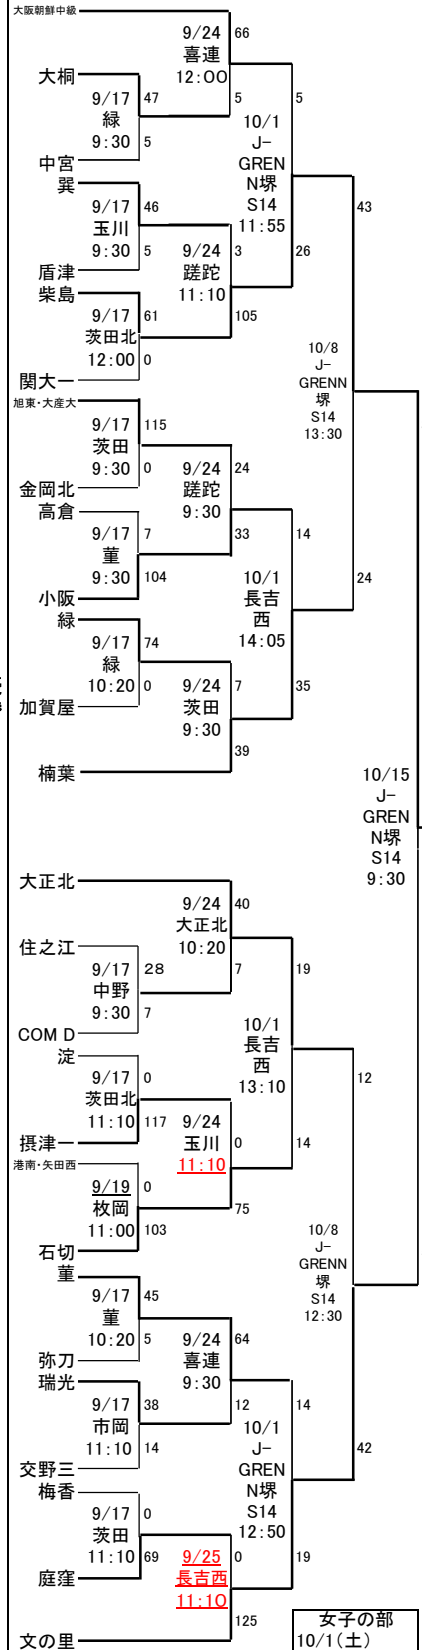 大阪朝鮮中級
9/24
喜連
12:00
66
5
大桐
9/17
緑
9:30
47
5
中宮
10/1
J-
GREN
N堺
S14
11:55
5
26
巽
9/17
玉川
9:30
46
5
盾津
9/24
蹉跎
11:10
3
105
柴島
9/17
茨田北
12:00
61
0
関大一
43
10/8
J-
GRENN
堺
S14
13:30
24
旭東・大産大
9/17
茨田
9:30
115
0
金岡北
9/24
蹉跎
9:30
24
33
高倉
9/17
菫
9:30
7
104
小阪
10/1
長吉
西
14:05
14
35
緑
9/17
緑
10:20
74
0
加賀屋
9/24
茨田
9:30
7
39
楠葉
10/15
J-
GREN
N堺
S14
9:30
大正北
9/24
大正北
10:20
40
7
住之江
9/17
中野
9:30
28
7
COM D
10/1
長吉
西
13:10
19
14
淀
9/17
茨田北
11:10
0
117
摂津一
9/24
玉川
11:10
0
75
港南・矢田西
9/19
枚岡
11:00
0
103
石切
12
10/8
J-
GRENN
堺
S14
12:30
42
菫
9/17
菫
10:20
45
5
弥刀
9/24
喜連
9:30
64
12
瑞光
9/17
市岡
11:10
38
14
交野三
10/1
J-
GREN
N堺
S14
12:50
14
19
梅香
9/17
茨田
11:10
0
69
庭窪
9/25
長吉西
11:10
0
125
文の里
女子の部
10/1(土)